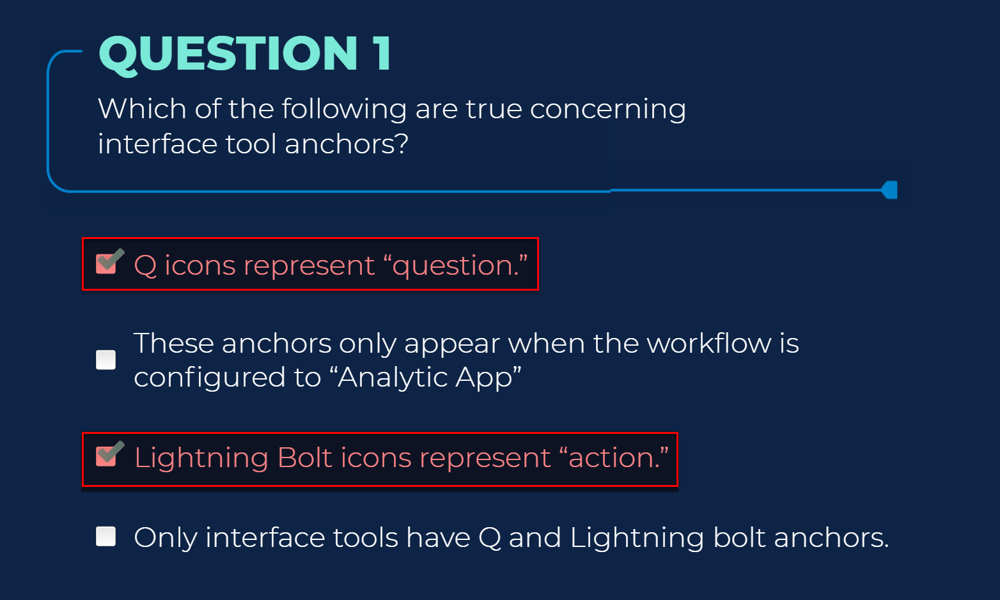 QUESTION 1
Which of the following are true concerning
interface tool anchors?
Q icons represent “question.”
These anchors only appear when the workflow is
configured to “Analytic App”
Lightning Bolt icons represent “action.”
Only interface tools have Q and Lightning bolt anchors.